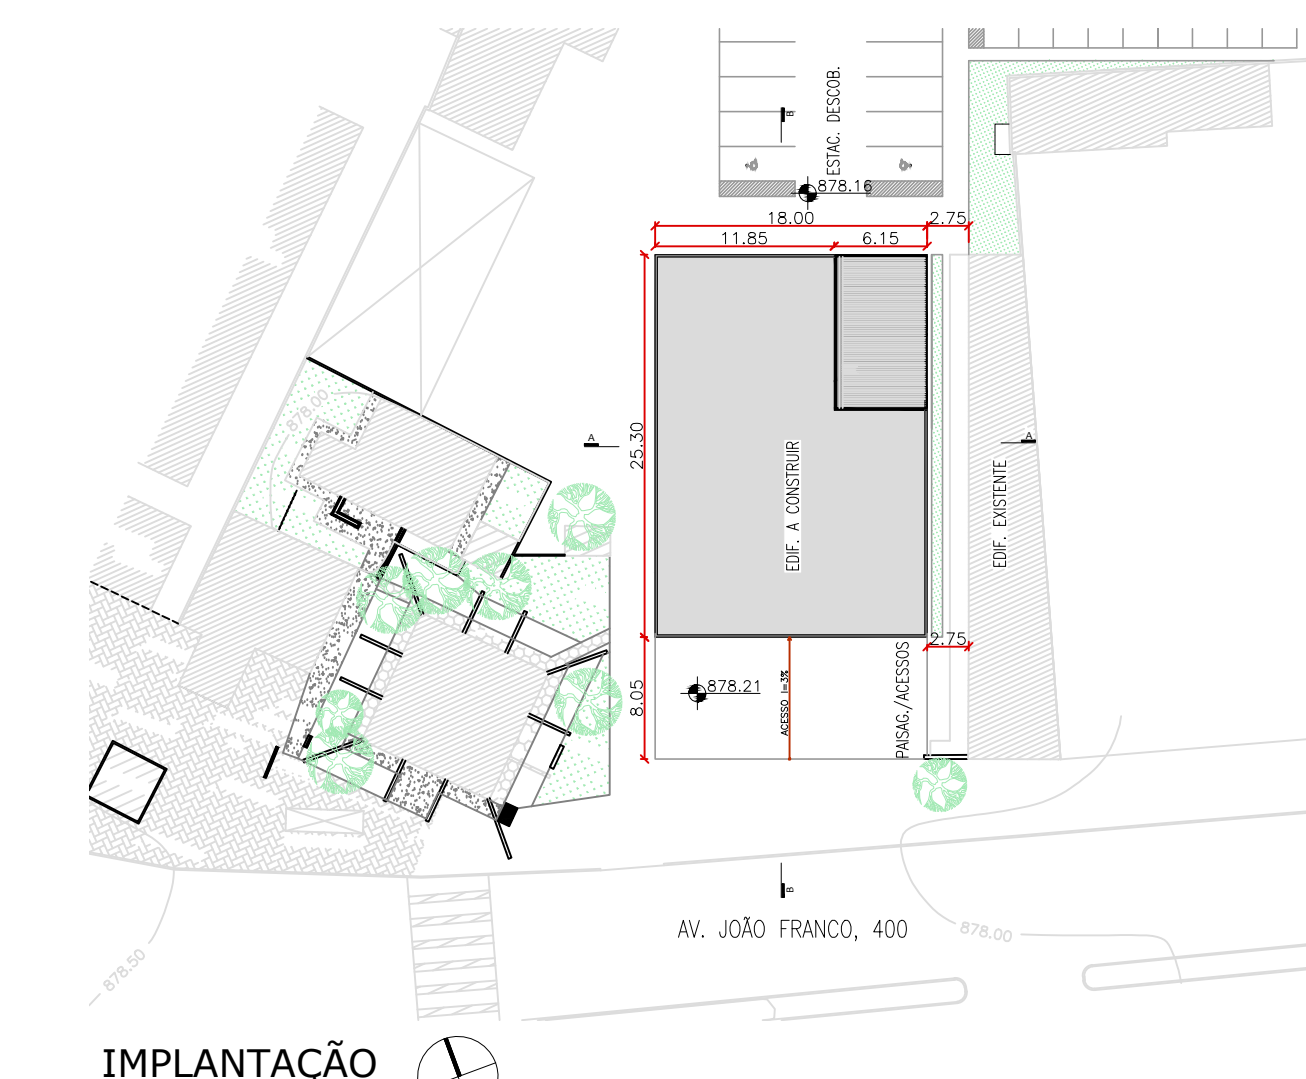 ESTAC. DESCOB.
B
878.16
18.00
2.75
11.85
6.15
878.00
A
25.30
A
EDIF. A CONSTRUIR
EDIF. EXISTENTE
2.75
8.05
878.21
ACESSO I=3%
PAISAG./ACESSOS
B
AV. JOÃO FRANCO, 400
878.00
878.50
IMPLANTAÇÃO